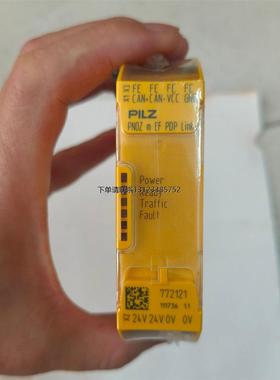 FE FE FE FE
CAN+ CAN- VCC GND
PILZ
PNOZ m EF PDP Link
Power
Ready
Traffic
Fault
772121
24V 24V 0V 0V